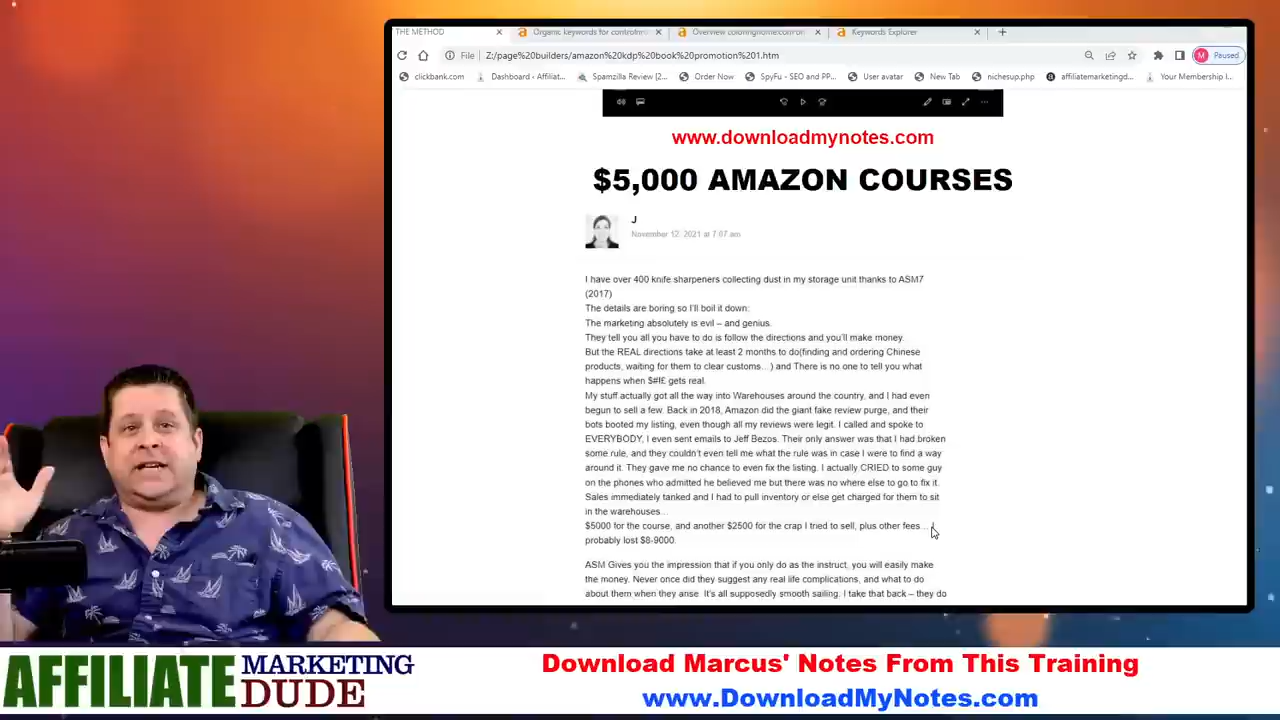 THE METHOD
Organic keywords for controlmy
Overview coloringhome.com on
Keywords Explorer
File
Z:/page%20builders/amazon%20kdp%20book%20promotion%201.htm
M
Paused
clickbank.com
Dashboard - Affiliat...
Spamzilla Review [2...
Order Now
SpyFu - SEO and PP...
User avatar
New Tab
nichesup.php
affiliatemarketingd...
Your Membership I...
www.downloadmynotes.com
$5,000 AMAZON COURSES
J
November 12, 2021 at 7:07 am
I have over 400 knife sharpeners collecting dust in my storage unit thanks to ASM7
(2017)
The details are boring so I'll boil it down:
The marketing absolutely is evil – and genius.
They tell you all you have to do is follow the directions and you'll make money.
But the REAL directions take at least 2 months to do(finding and ordering Chinese
products, waiting for them to clear customs…) and There is no one to tell you what
happens when $#!£ gets real.
My stuff actually got all the way into Warehouses around the country, and I had even
begun to sell a few. Back in 2018, Amazon did the giant fake review purge, and their
bots booted my listing, even though all my reviews were legit. I called and spoke to
EVERYBODY, I even sent emails to Jeff Bezos. Their only answer was that I had broken
some rule, and they couldn't even tell me what the rule was in case I were to find a way
around it. They gave me no chance to even fix the listing. I actually CRIED to some guy
on the phones who admitted he believed me but there was no where else to go to fix it.
Sales immediately tanked and I had to pull inventory or else get charged for them to sit
in the warehouses…
$5000 for the course, and another $2500 for the crap I tried to sell, plus other fees… I
probably lost $8-9000.
ASM Gives you the impression that if you only do as the instruct, you will easily make
the money. Never once did they suggest any real life complications, and what to do
about them when they arise. It's all supposedly smooth sailing. I take that back – they do
AFFILIATE MARKETING DUDE
Download Marcus' Notes From This Training
www.DownloadMyNotes.com